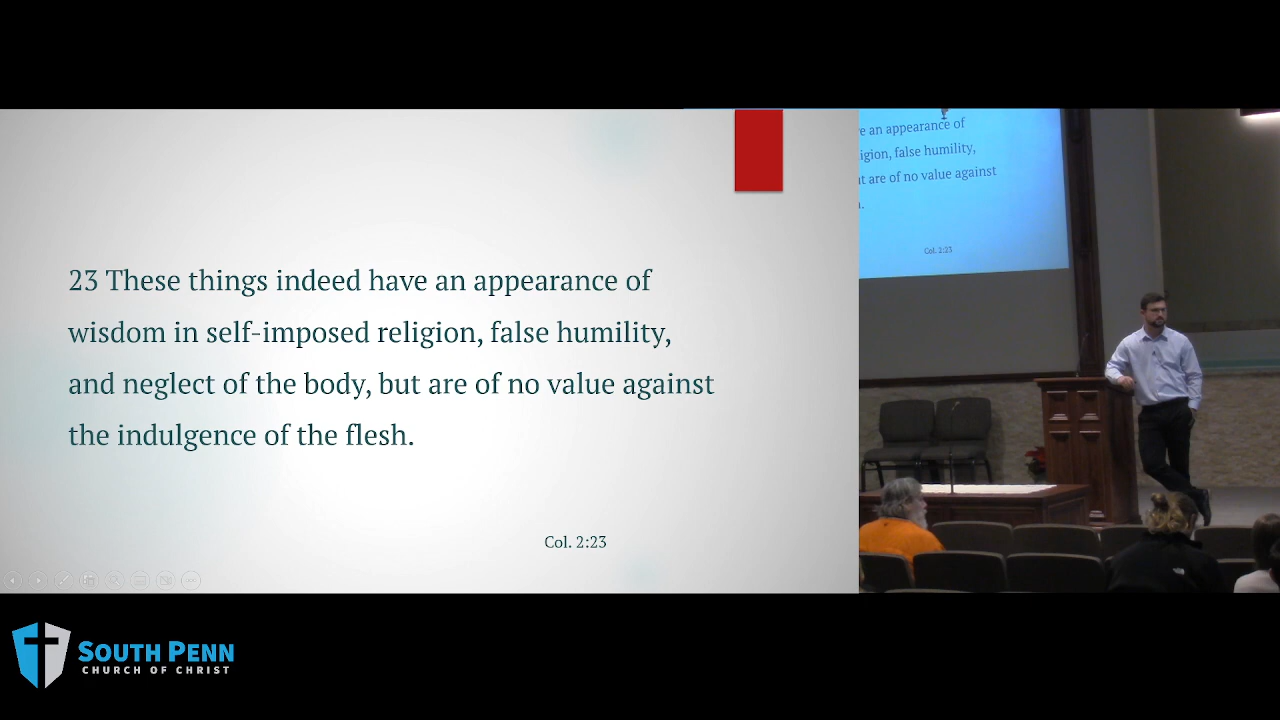 23 These things indeed have an appearance of
wisdom in self-imposed religion, false humility,
and neglect of the body, but are of no value against
the indulgence of the flesh.
Col. 2:23
e an appearance of
igion, false humility,
t are of no value against
Col. 2:23
SOUTH PENN
CHURCH OF CHRIST